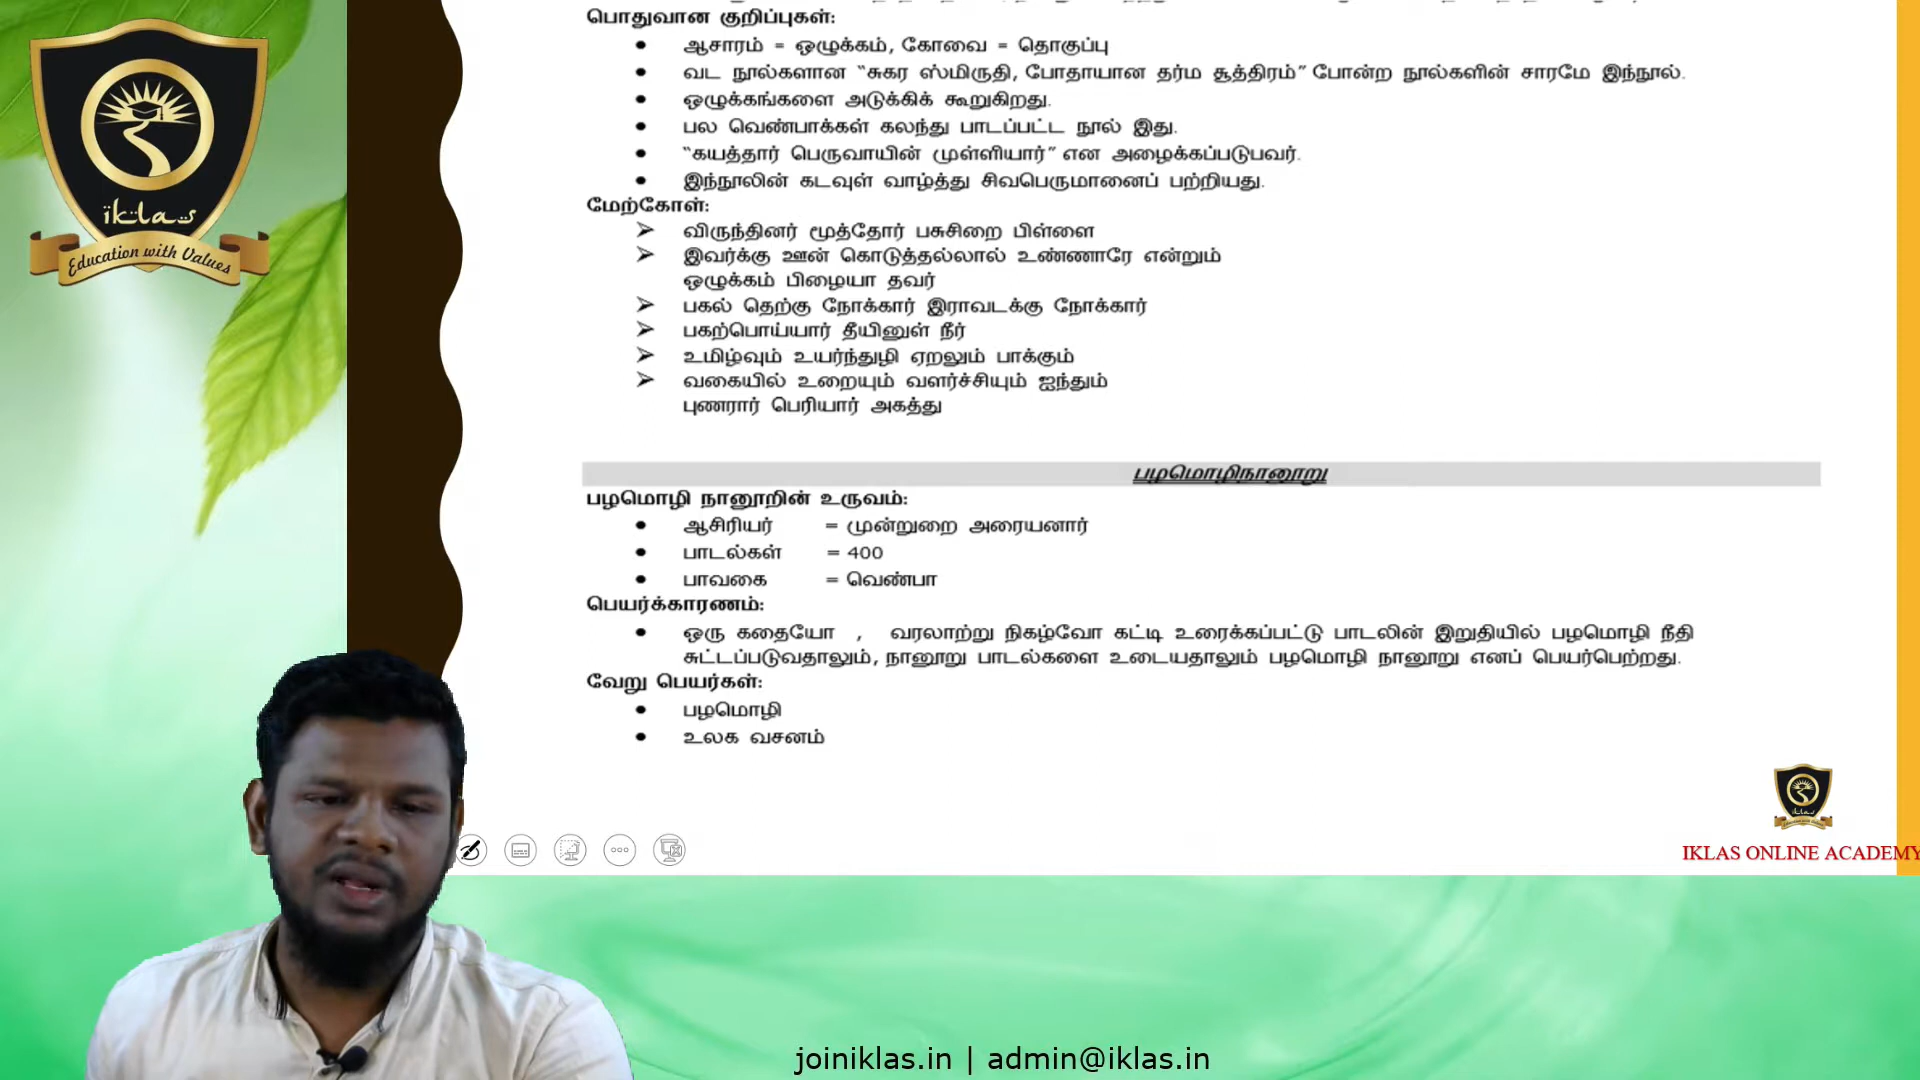 பொதுவான குறிப்புகள்:
• ஆசாரம் = ஒழுக்கம், கோவை = தொகுப்பு
• வட நூல்களான “சுகர ஸ்மிருதி, போதாயான தர்ம சூத்திரம்” போன்ற நூல்களின் சாரமே இந்நூல்.
• ஒழுக்கங்களை அடுக்கிக் கூறுகிறது.
• பல வெண்பாக்கள் கலந்து பாடப்பட்ட நூல் இது.
• “கயத்தார் பெருவாயின் முள்ளியார்” என அழைக்கப்படுபவர்.
• இந்நூலின் கடவுள் வாழ்த்து சிவபெருமானைப் பற்றியது.
மேற்கோள்:
➢ விருந்தினர் மூத்தோர் பசுசிறை பிள்ளை
➢ இவர்க்கு ஊன் கொடுத்தல்லால் உண்ணாரே என்றும்
ஒழுக்கம் பிழையா தவர்
➢ பகல் தெற்கு நோக்கார் இராவடக்கு நோக்கார்
➢ பகற்பொய்யார் தீயினுள் நீர்
➢ உமிழ்வும் உயர்ந்துழி ஏறலும் பாக்கும்
➢ வகையில் உறையும் வளர்ச்சியும் ஐந்தும்
புணரார் பெரியார் அகத்து
பழமொழிநானூறு
பழமொழி நானூறின் உருவம்:
• ஆசிரியர் = முன்றுறை அரையனார்
• பாடல்கள் = 400
• பாவகை = வெண்பா
பெயர்க்காரணம்:
• ஒரு கதையோ , வரலாற்று நிகழ்வோ கட்டி உரைக்கப்பட்டு பாடலின் இறுதியில் பழமொழி நீதி
சுட்டப்படுவதாலும், நானூறு பாடல்களை உடையதாலும் பழமொழி நானூறு எனப் பெயர்பெற்றது.
வேறு பெயர்கள்:
• பழமொழி
• உலக வசனம்
iklas
Education with Values
IKLAS ONLINE ACADEMY
joiniklas.in | admin@iklas.in